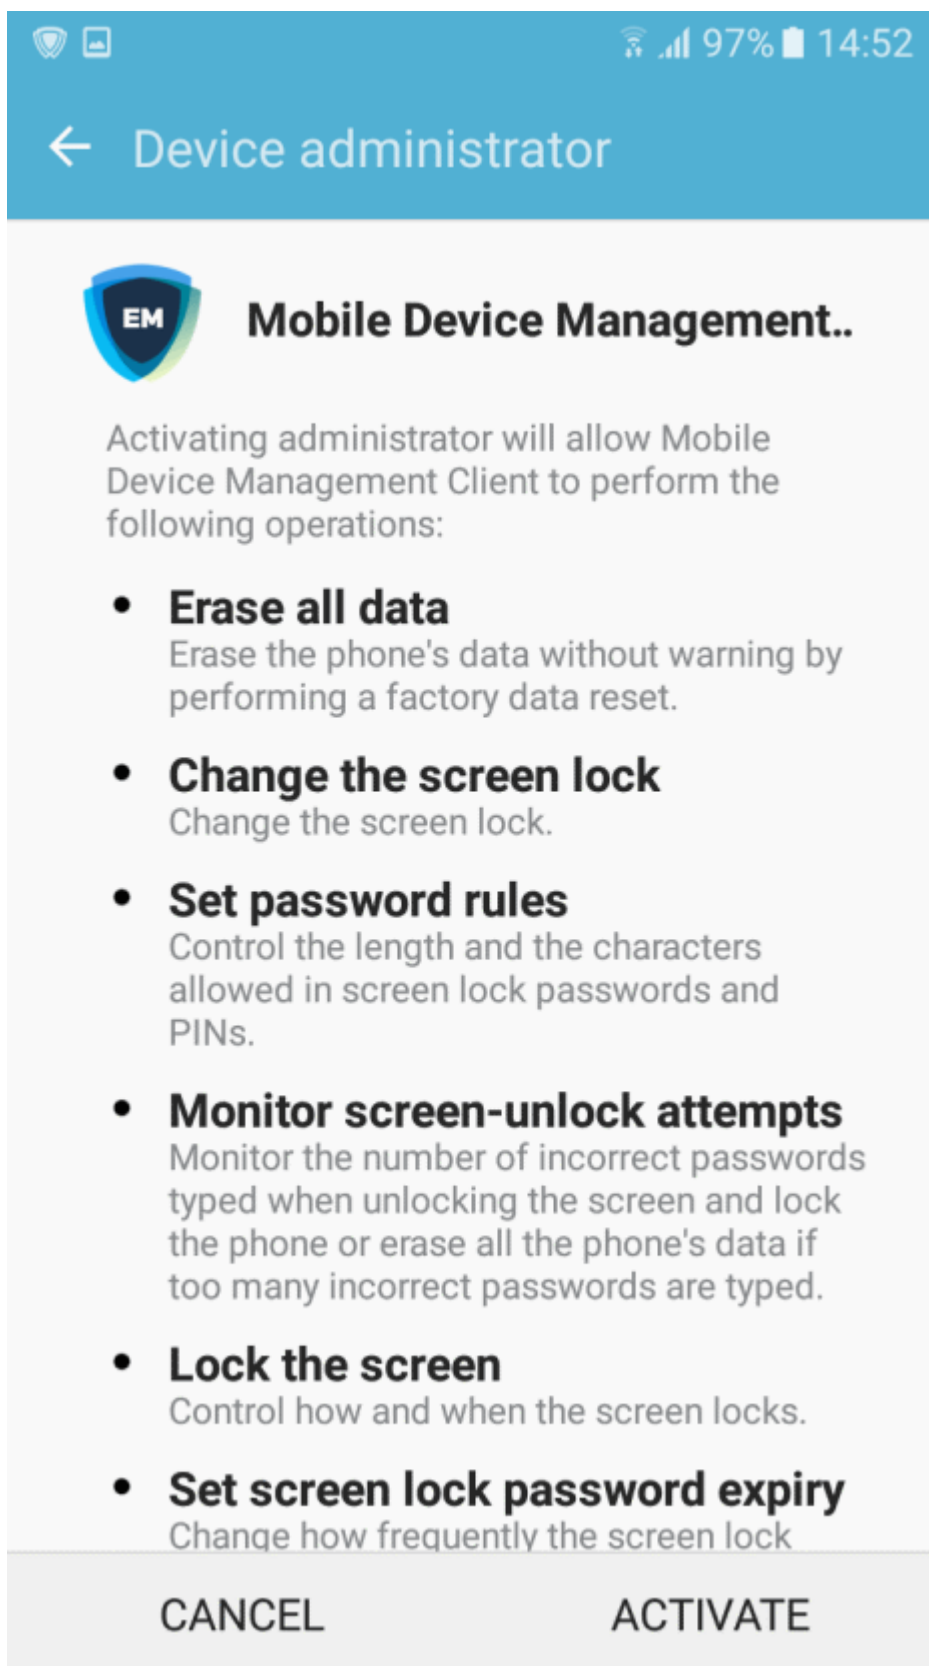 97% 14:52
Device administrator
EM
Mobile Device Management..
Activating administrator will allow Mobile
Device Management Client to perform the
following operations:
• Erase all data
Erase the phone's data without warning by
performing a factory data reset.
• Change the screen lock
Change the screen lock.
• Set password rules
Control the length and the characters
allowed in screen lock passwords and
PINs.
• Monitor screen-unlock attempts
Monitor the number of incorrect passwords
typed when unlocking the screen and lock
the phone or erase all the phone's data if
too many incorrect passwords are typed.
• Lock the screen
Control how and when the screen locks.
• Set screen lock password expiry
Change how frequently the screen lock
CANCEL ACTIVATE